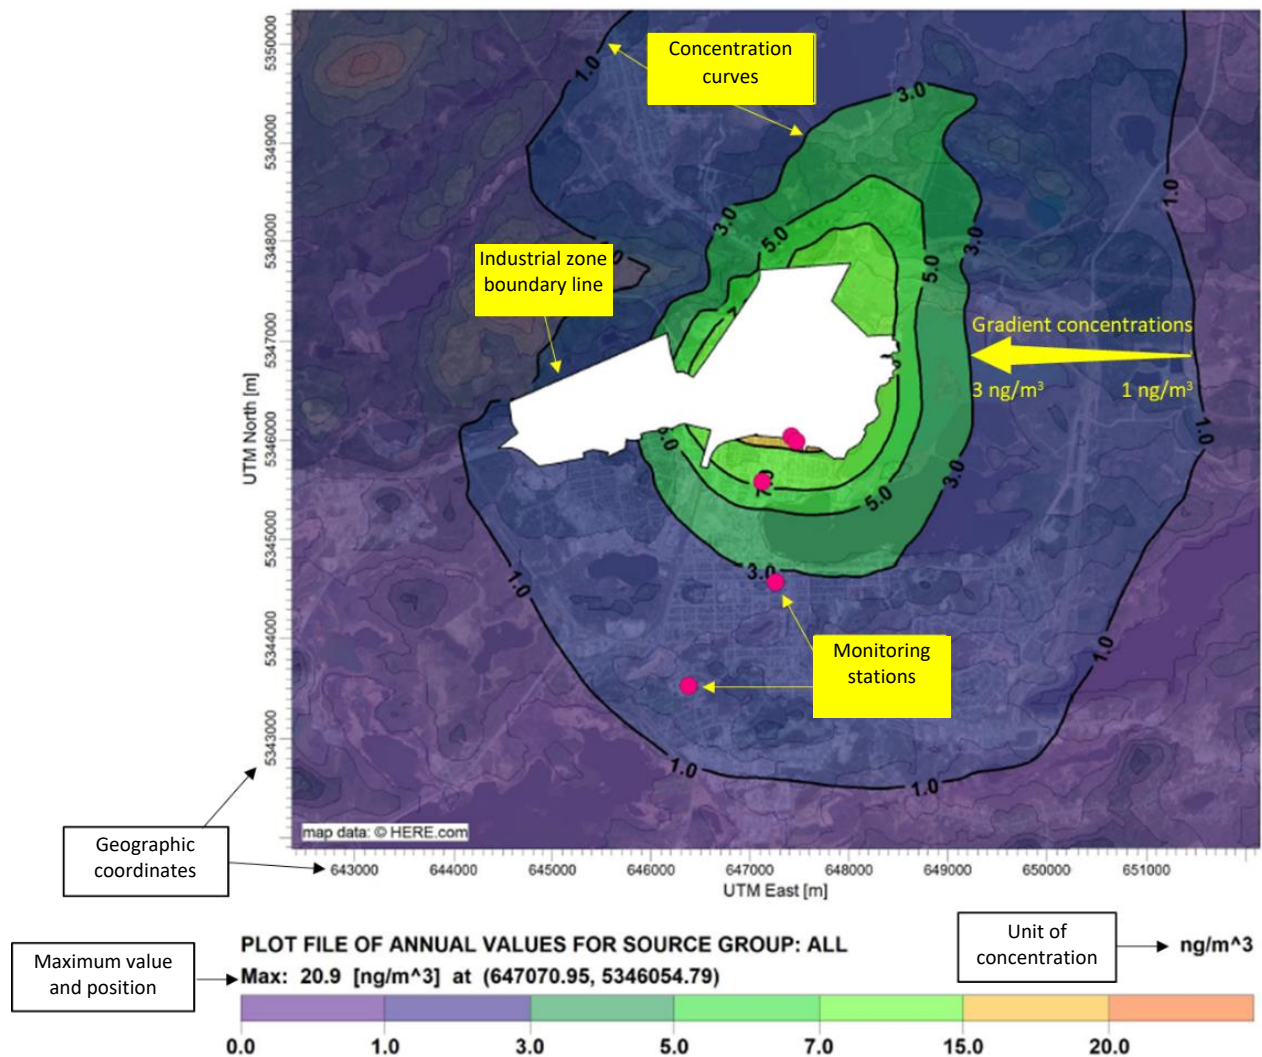 5350000
5349000
5348000
5347000
5346000
5345000
5344000
5343000
UTM North [m]
Concentration
curves
Industrial zone
boundary line
Gradient concentrations
3 ng/m³
1 ng/m³
Monitoring
stations
1.0
3.0
1.0
3.0
5.0
3.0
5.0
1.0
3.0
5.0
3.0
1.0
1.0
1.0
1.0
map data: © HERE.com
Geographic
coordinates
643000 644000 645000 646000 647000 648000 649000 650000 651000
UTM East [m]
Unit of
concentration
ng/m^3
PLOT FILE OF ANNUAL VALUES FOR SOURCE GROUP: ALL
Maximum value
and position
Max: 20.9 [ng/m^3] at (647070.95, 5346054.79)
0.0 1.0 3.0 5.0 7.0 15.0 20.0